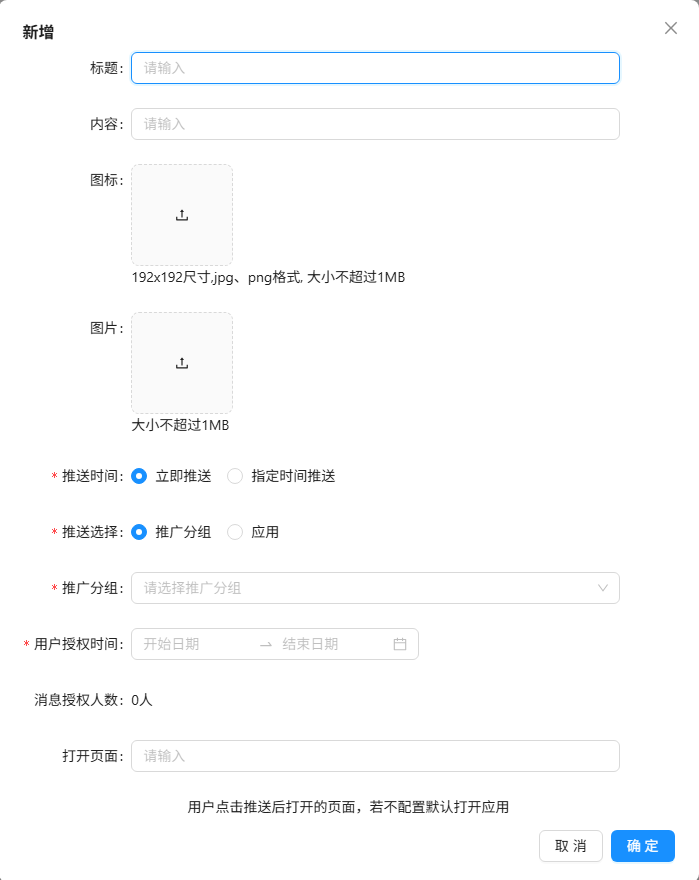 新增
标题: 请输入
内容: 请输入
图标:
192x192尺寸,jpg、png格式, 大小不超过1MB
图片:
大小不超过1MB
* 推送时间: 立即推送 指定时间推送
* 推送选择: 推广分组 应用
* 推广分组: 请选择推广分组
* 用户授权时间: 开始日期 → 结束日期
消息授权人数: 0人
打开页面: 请输入
用户点击推送后打开的页面，若不配置默认打开应用
取 消 确 定